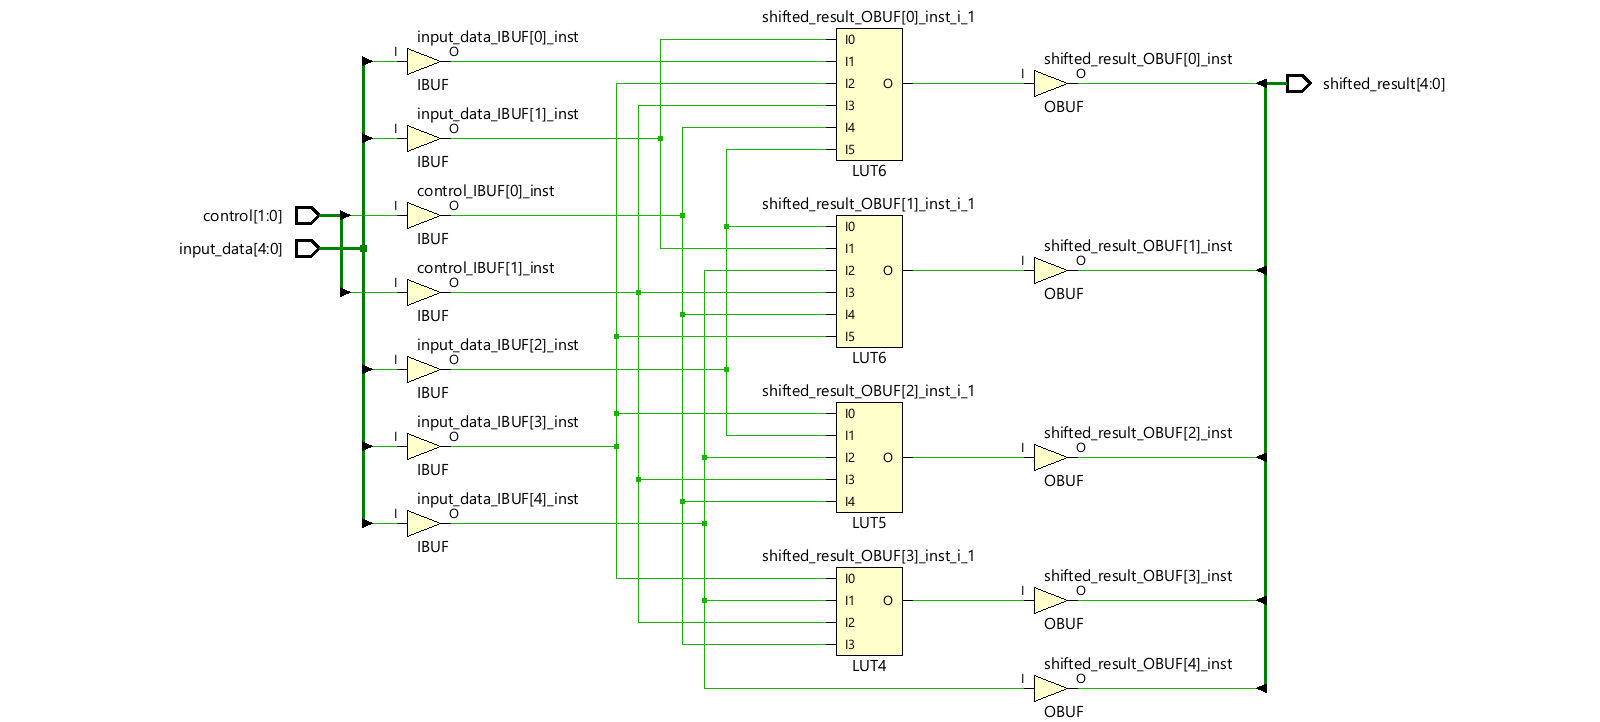 control[1:0]
input_data[4:0]
input_data_IBUF[0]_inst
I
O
IBUF
input_data_IBUF[1]_inst
I
O
IBUF
control_IBUF[0]_inst
I
O
IBUF
control_IBUF[1]_inst
I
O
IBUF
input_data_IBUF[2]_inst
I
O
IBUF
input_data_IBUF[3]_inst
I
O
IBUF
input_data_IBUF[4]_inst
I
O
IBUF
shifted_result_OBUF[0]_inst_i_1
I0
I1
I2
O
I3
I4
I5
LUT6
shifted_result_OBUF[1]_inst_i_1
I0
I1
I2
O
I3
I4
I5
LUT6
shifted_result_OBUF[2]_inst_i_1
I0
I1
I2
O
I3
I4
LUT5
shifted_result_OBUF[3]_inst_i_1
I0
I1
O
I2
I3
LUT4
shifted_result_OBUF[0]_inst
I
O
OBUF
shifted_result_OBUF[1]_inst
I
O
OBUF
shifted_result_OBUF[2]_inst
I
O
OBUF
shifted_result_OBUF[3]_inst
I
O
OBUF
shifted_result_OBUF[4]_inst
I
O
OBUF
shifted_result[4:0]